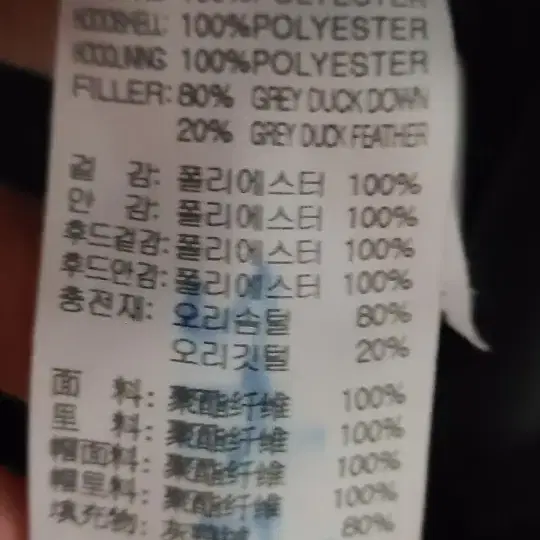 100% POLYESTER
HOODSHELL: 100%POLYESTER
HOODLINING: 100%POLYESTER
FILLER: 80% GREY DUCK DOWN
20% GREY DUCK FEATHER
겉 감: 폴리에스터 100%
안 감: 폴리에스터 100%
후드겉감: 폴리에스터 100%
후드안감: 폴리에스터 100%
충전재: 오리솜털 80%
오리깃털 20%
面 料: 聚酯纤维 100%
里 料: 聚酯纤维 100%
帽面料: 聚酯纤维 100%
帽里料: 聚酯纤维 100%
填充物: 灰鸭绒 80%